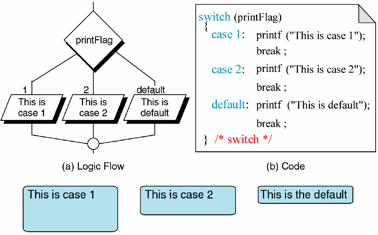 printFlag
1
2
default
This is
case 1
This is
case 2
This is
default
(a) Logic Flow
switch (printFlag)
{
case 1: printf ("This is case 1");
break ;
case 2: printf ("This is case 2");
break ;
default: printf ("This is default");
break ;
} /* switch */
(b) Code
This is case 1
This is case 2
This is the default